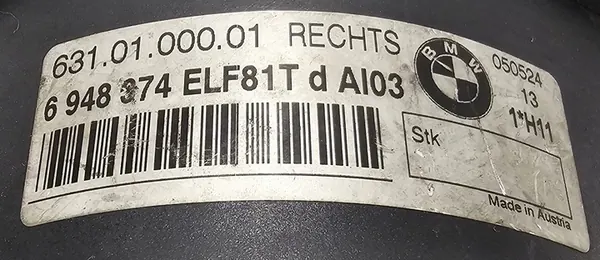 631.01.000.01 RECHTS
6 948 374 ELF81T d AI03
BMW
050524
13
1*H11
Stk
Made in Austria